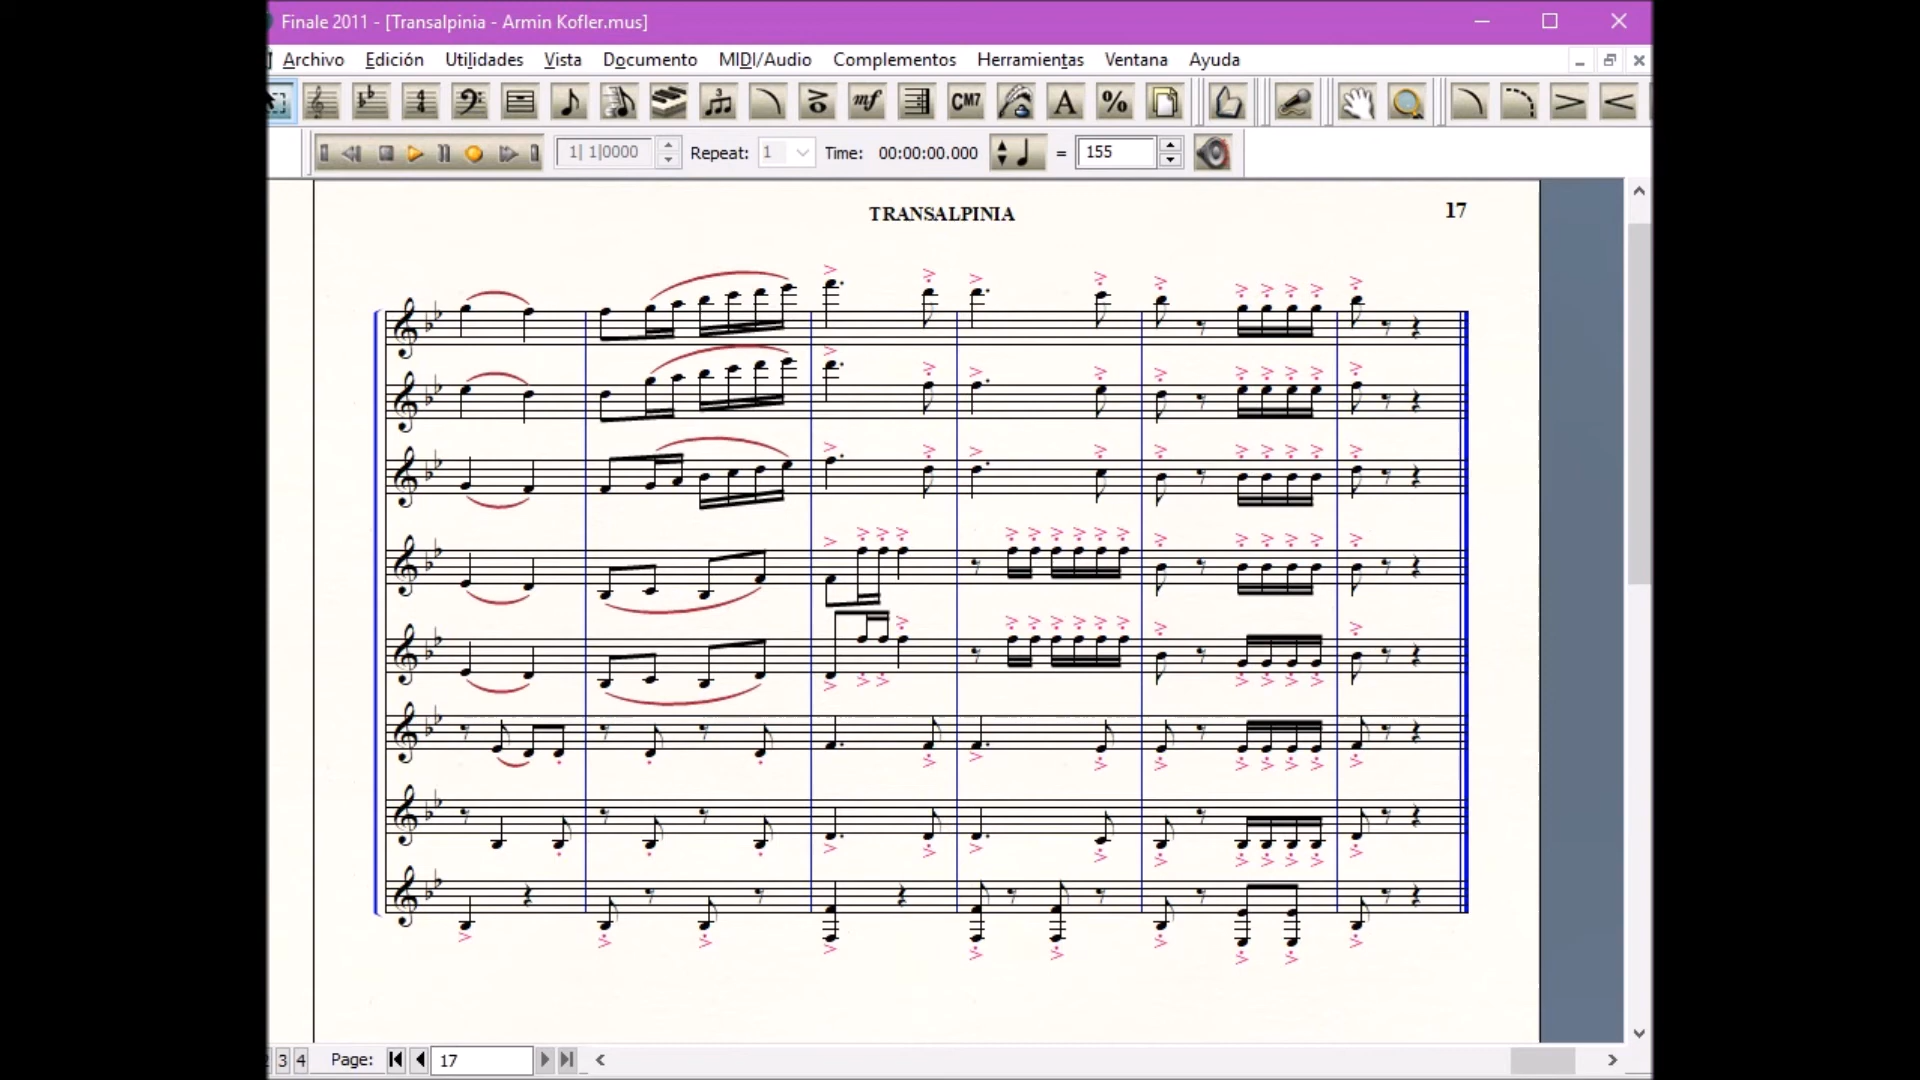 Finale 2011 - [Transalpinia - Armin Kofler.mus]
Archivo Edición Utilidades Vista Documento MIDI/Audio Complementos Herramientas Ventana Ayuda
mf CM7 A %
1| 1|0000 Repeat: 1 Time: 00:00:00.000 = 155
TRANSALPINIA 17
3 4 Page: 17